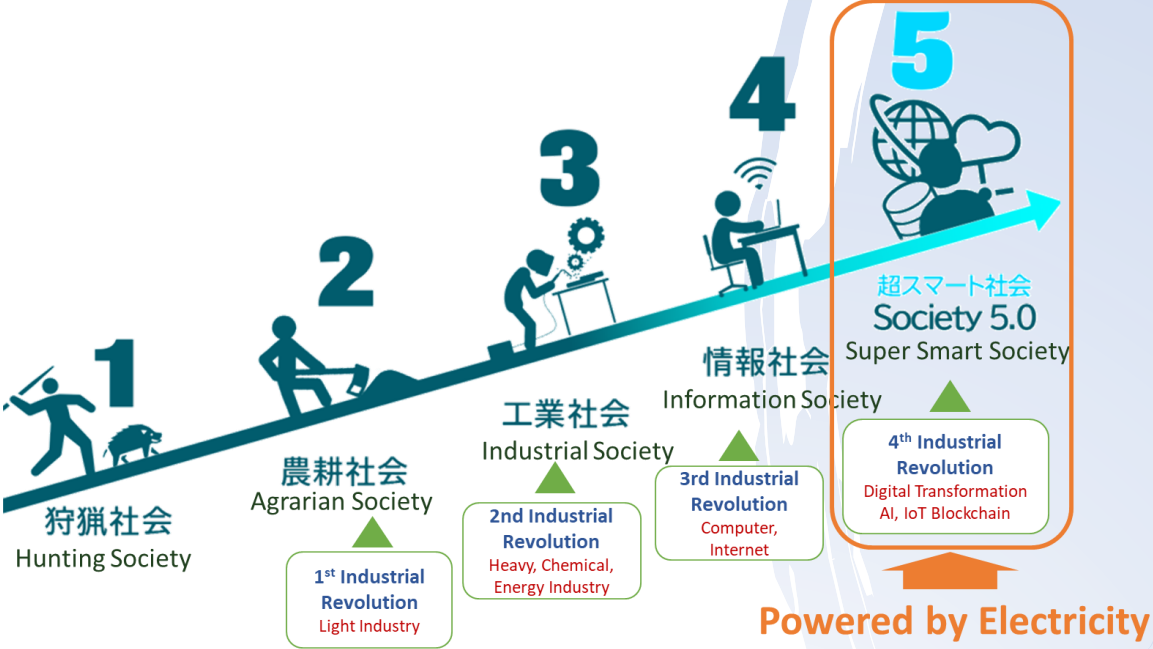 1
狩猟社会
Hunting Society
2
農耕社会
Agrarian Society
1st Industrial
Revolution
Light Industry
3
工業社会
Industrial Society
2nd Industrial
Revolution
Heavy, Chemical,
Energy Industry
4
情報社会
Information Society
3rd Industrial
Revolution
Computer,
Internet
5
超スマート社会
Society 5.0
Super Smart Society
4th Industrial
Revolution
Digital Transformation
AI, IoT Blockchain
Powered by Electricity